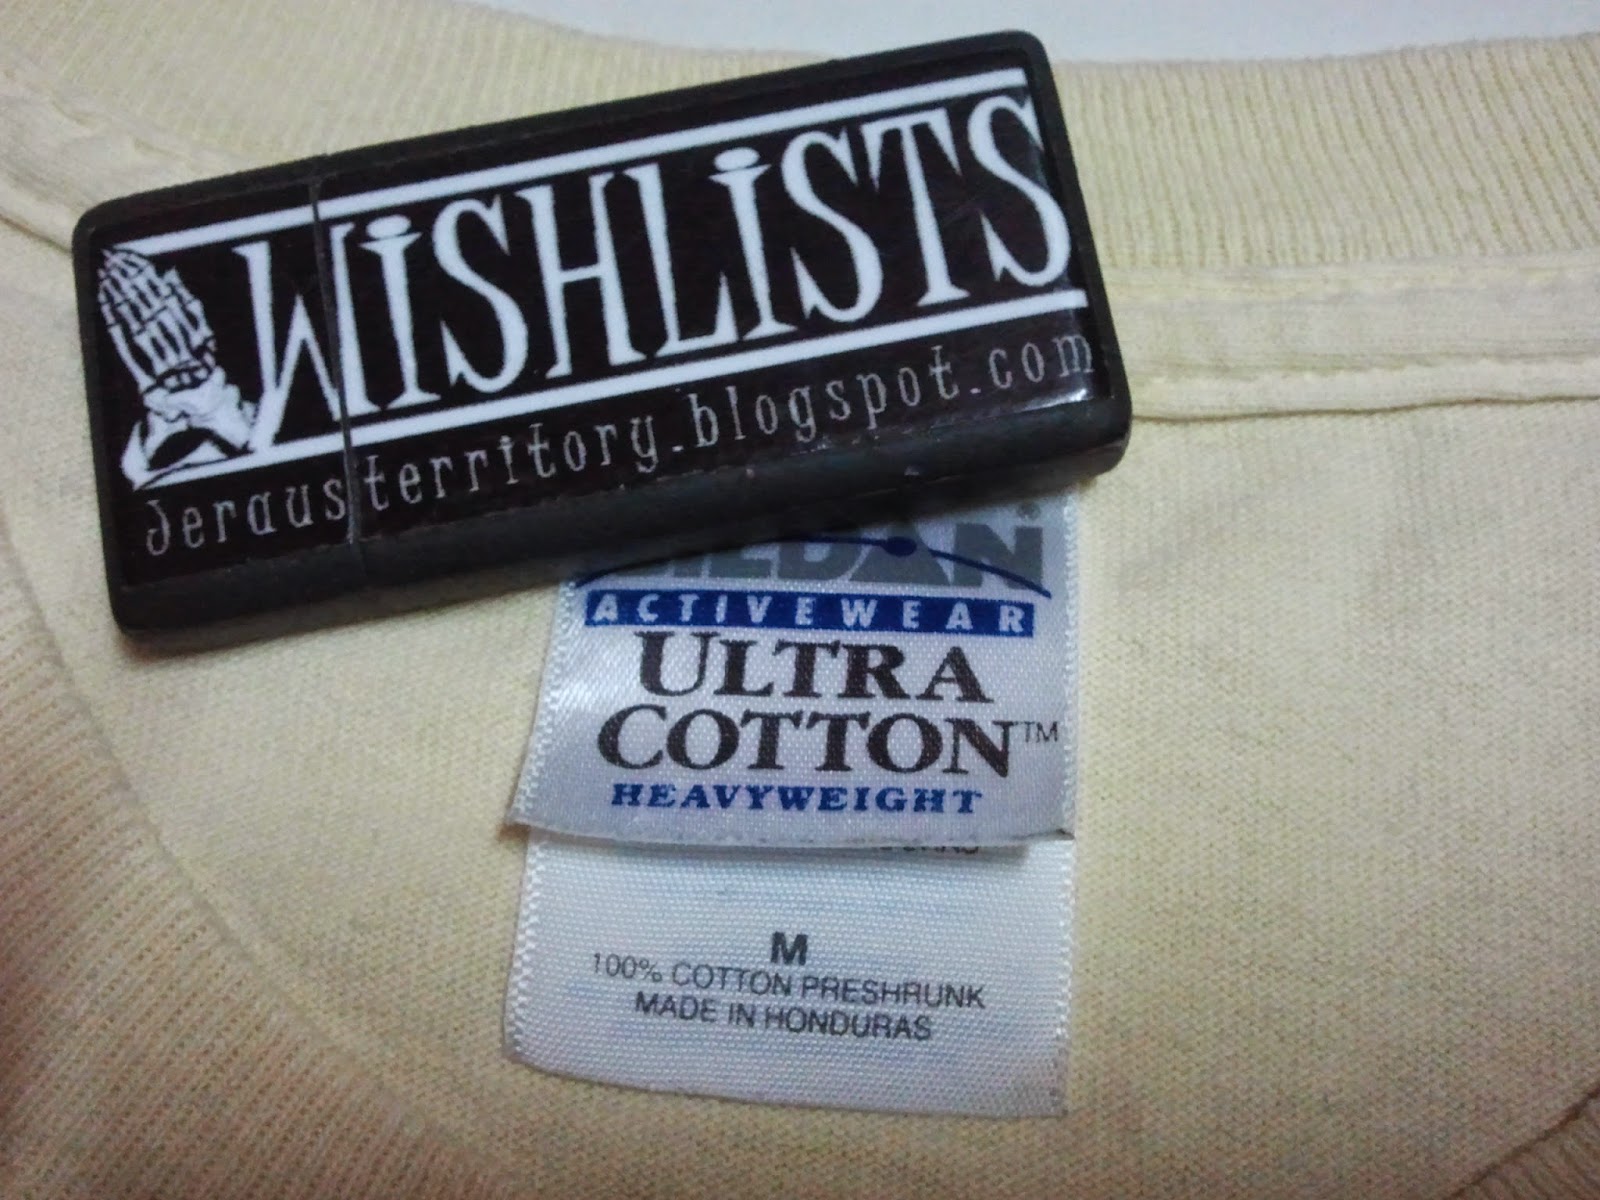 WiSHLiSTS
Jerausterritory.blogspot.com
ACTIVEWEAR
ULTRA
COTTON™
HEAVYWEIGHT
M
100% COTTON PRESHRUNK
MADE IN HONDURAS